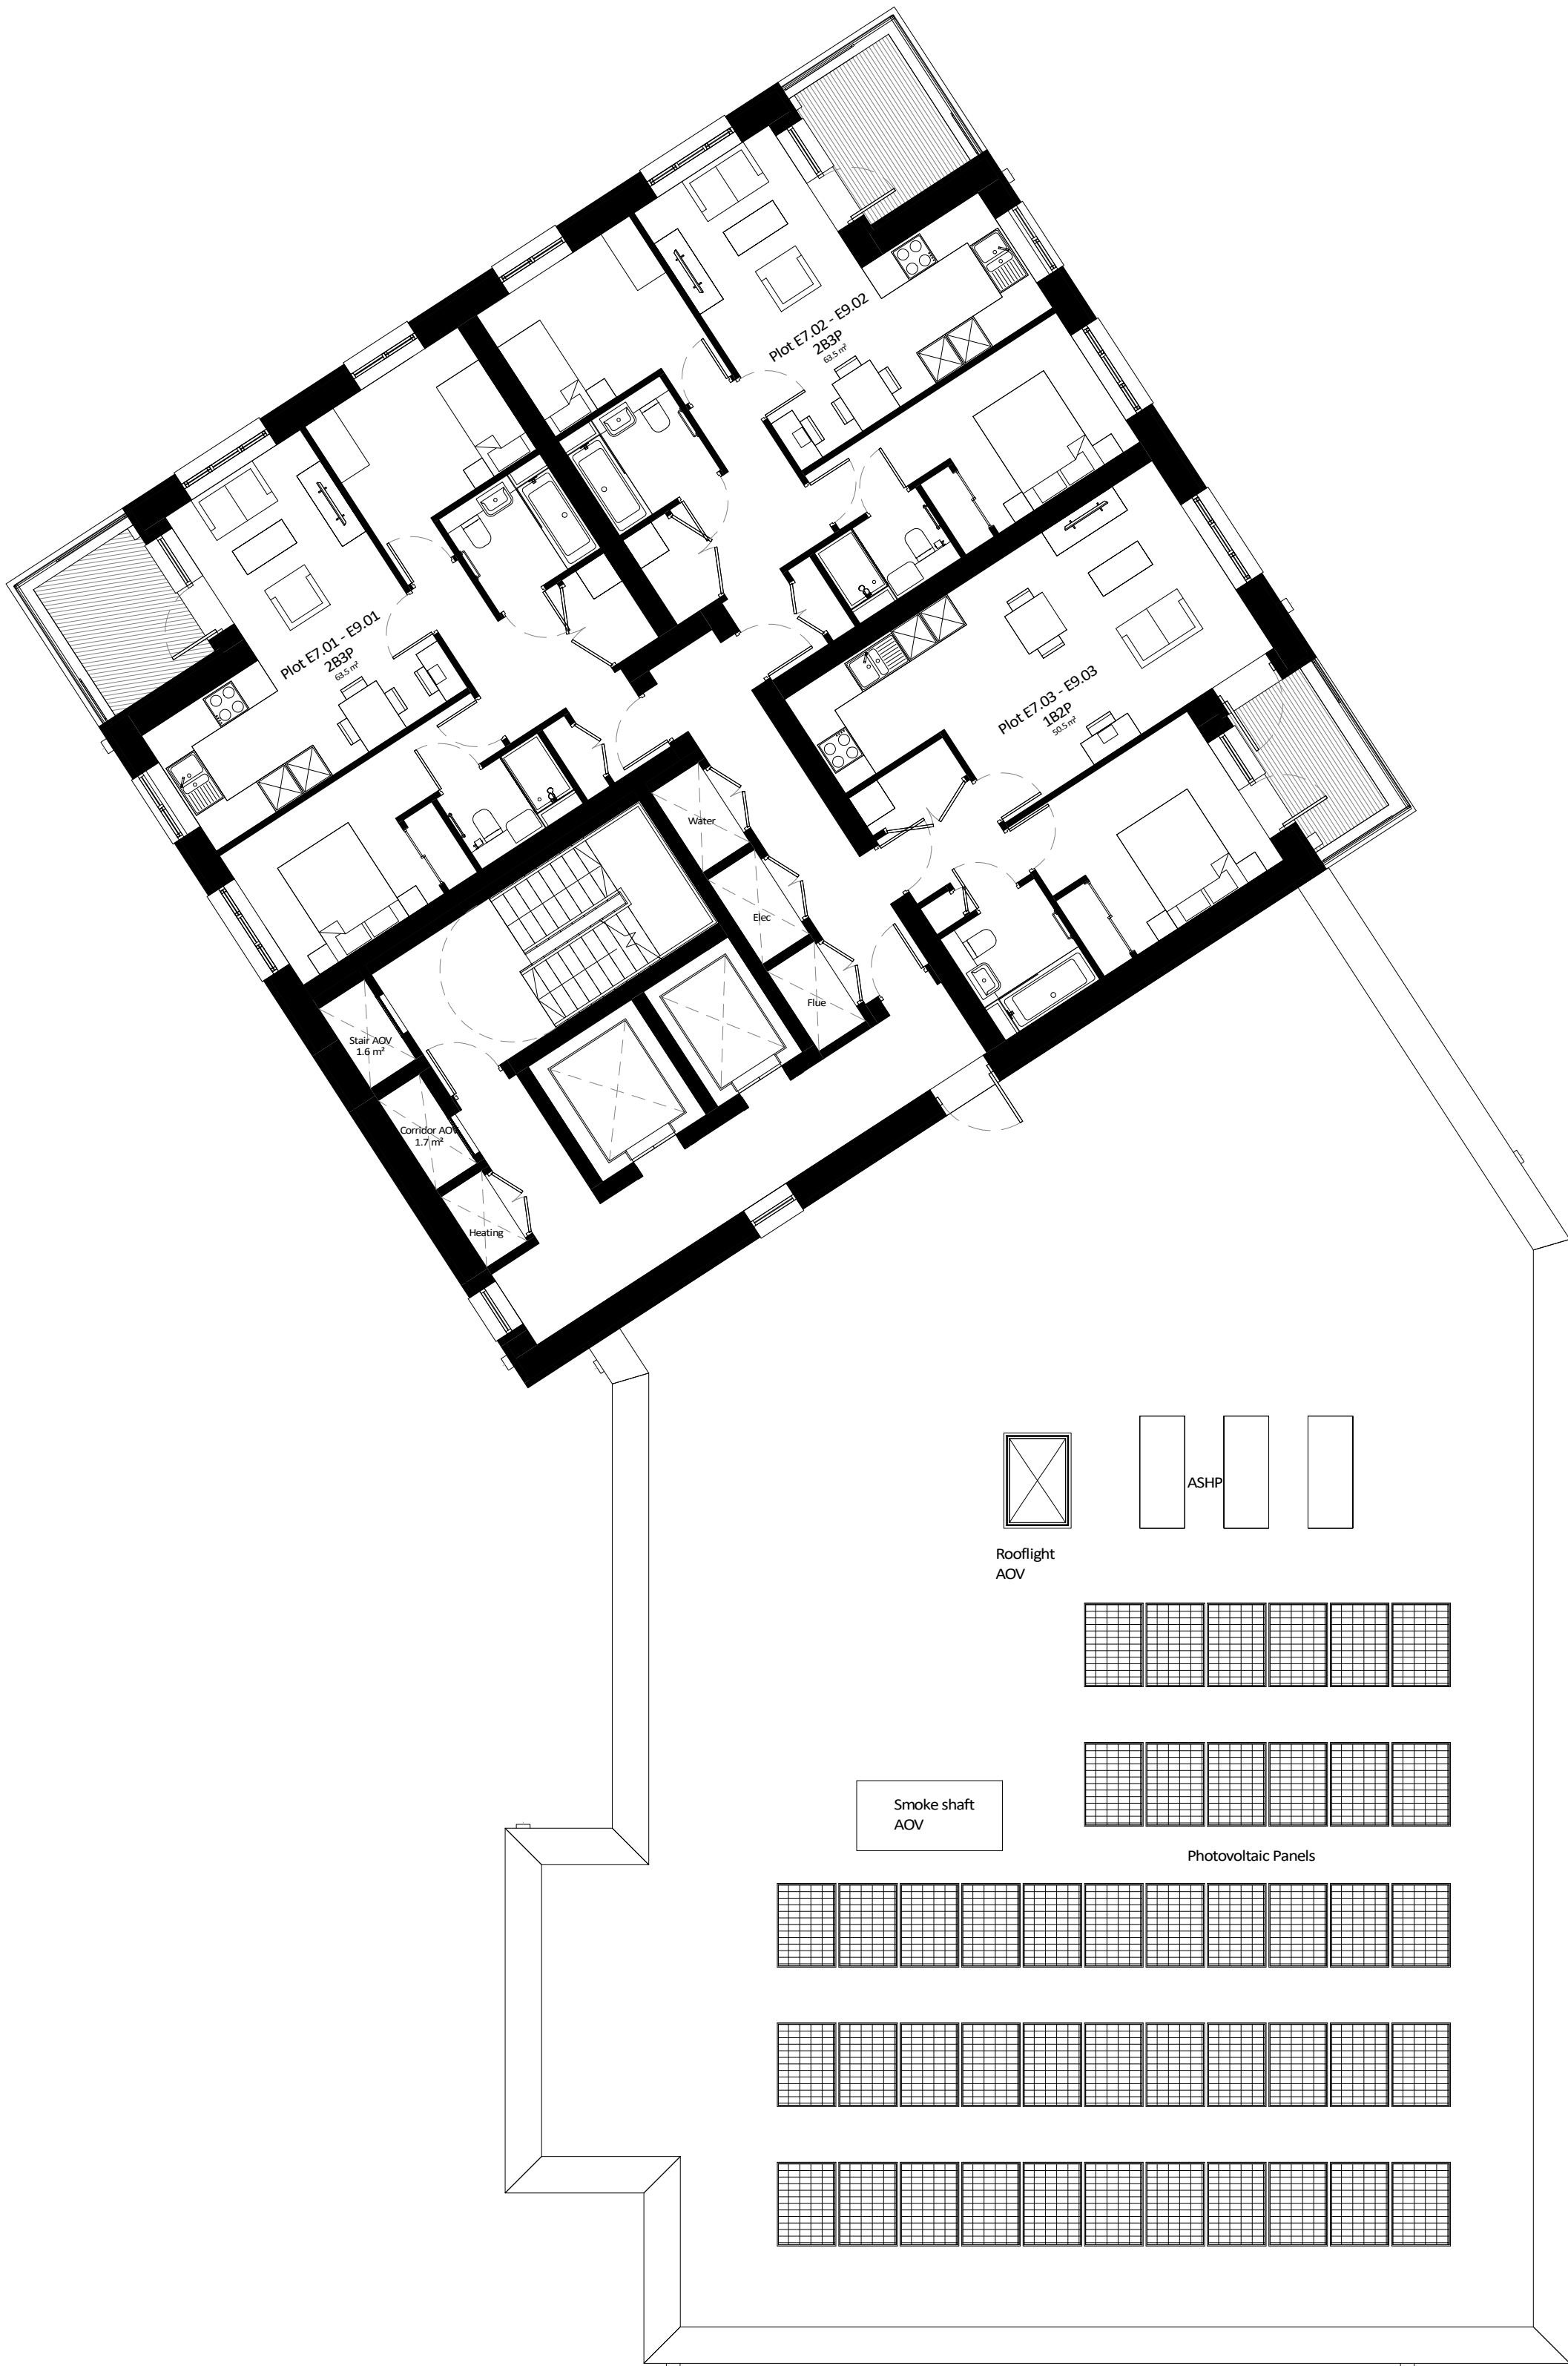 Plot E7.02 - E9.02
2B3P
63.5 m²
Plot E7.01 - E9.01
2B3P
63.5 m²
Plot E7.03 - E9.03
1B2P
50.5 m²
Water
Elec
Flue
Stair AOV
1.6 m²
Corridor AOV
1.7 m²
Heating
ASHP
Rooflight
AOV
Smoke shaft
AOV
Photovoltaic Panels